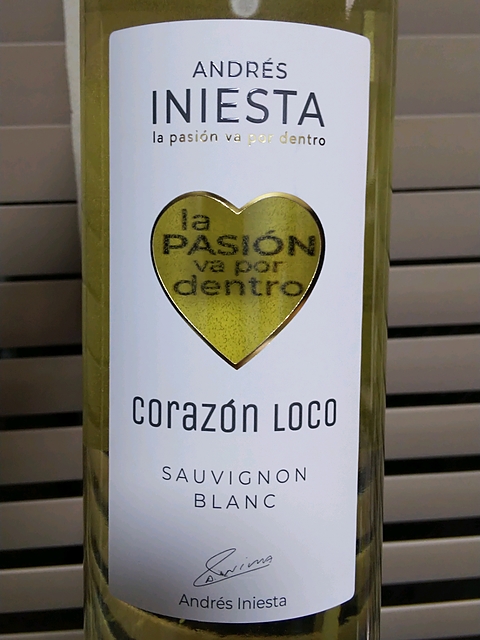 ANDRÉS
INIESTA
la pasión va por dentro
la
PASIÓN
va por
dentro
corazón loco
SAUVIGNON
BLANC
Andrés Iniesta